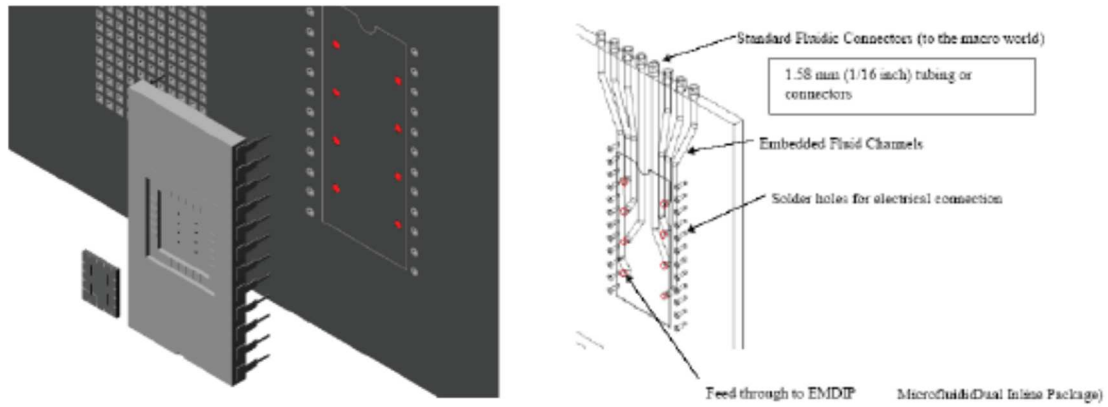 Standard Fluidic Connectors (to the macro world)
1.58 mm (1/16 inch) tubing or
connectors
Embedded Fluid Channels
Solder holes for electrical connection
Feed through to EMDIP MicrofluidicDual Inline Package)